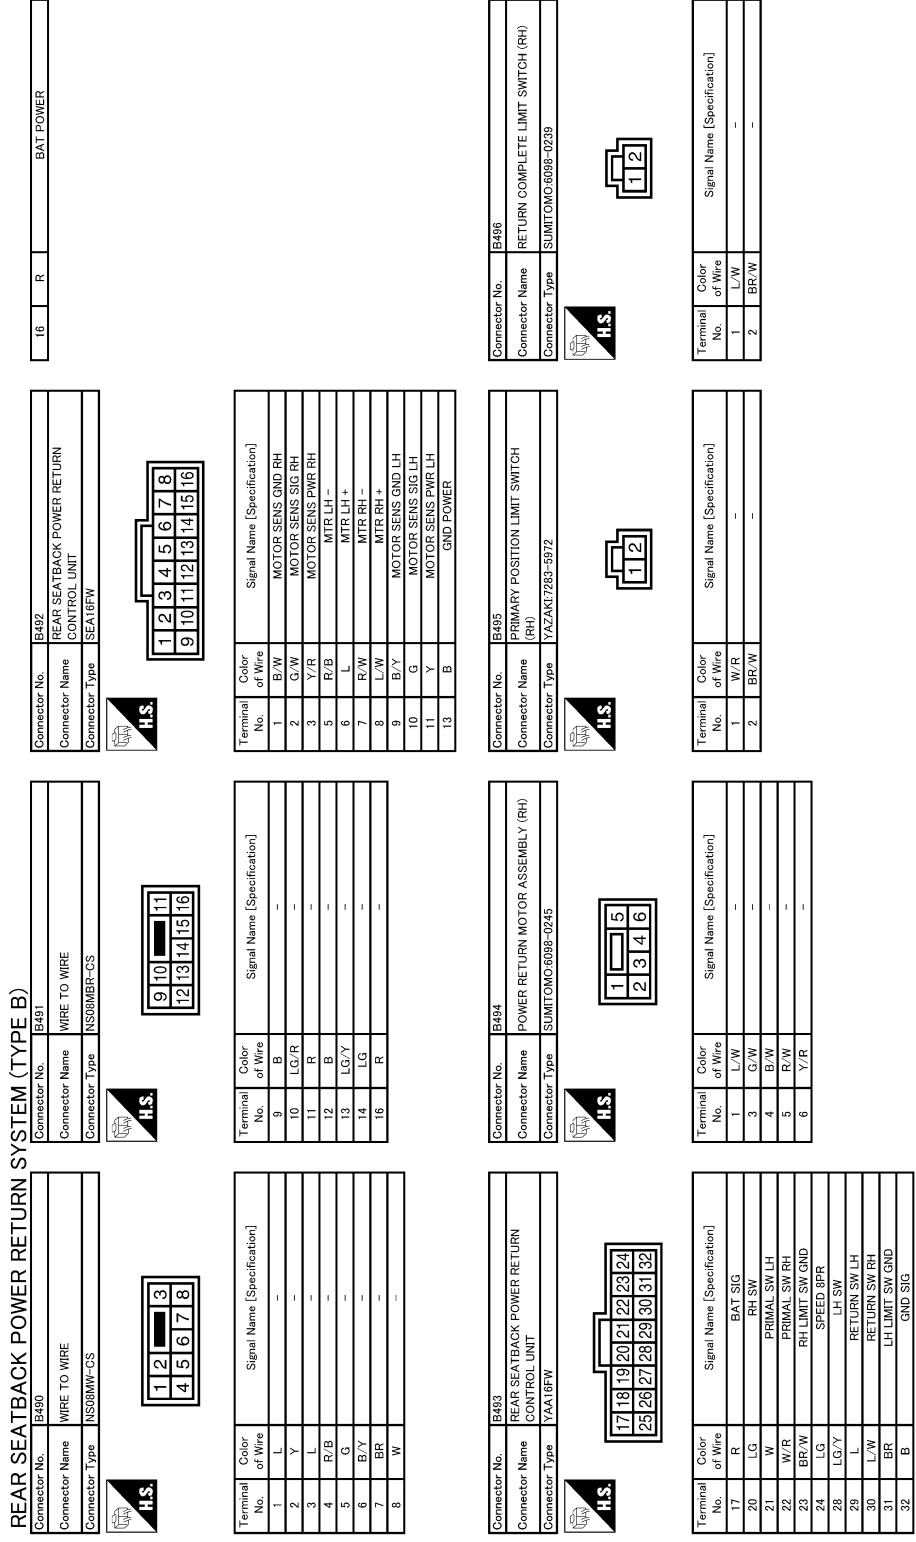 REAR SEATBACK POWER RETURN SYSTEM (TYPE B)
Connector No. B490
Connector Name WIRE TO WIRE
Connector Type NS08MW-CS
H.S.
1 2 3
4 5 6 7 8
Terminal No. Color of Wire Signal Name [Specification]
1 L –
2 Y –
3 L –
4 R/B –
5 G –
6 B/Y –
7 BR –
8 W –
Connector No. B491
Connector Name WIRE TO WIRE
Connector Type NS08MBR-CS
H.S.
9 10 11
12 13 14 15 16
Terminal No. Color of Wire Signal Name [Specification]
9 B –
10 LG/R –
11 R –
12 B –
13 LG/Y –
14 LG –
16 R –
Connector No. B492
Connector Name REAR SEATBACK POWER RETURN CONTROL UNIT
Connector Type SEA16FW
H.S.
1 2 3 4 5 6 7 8
9 10 11 12 13 14 15 16
Terminal No. Color of Wire Signal Name [Specification]
1 B/W MOTOR SENS GND RH
2 G/W MOTOR SENS SIG RH
3 Y/R MOTOR SENS PWR RH
5 R/B MTR LH –
6 L MTR LH +
7 R/W MTR RH –
8 L/W MTR RH +
9 B/Y MOTOR SENS GND LH
10 G MOTOR SENS SIG LH
11 Y MOTOR SENS PWR LH
13 B GND POWER
16 R BAT POWER
Connector No. B493
Connector Name REAR SEATBACK POWER RETURN CONTROL UNIT
Connector Type YAA16FW
H.S.
17 18 19 20 21 22 23 24
25 26 27 28 29 30 31 32
Terminal No. Color of Wire Signal Name [Specification]
17 R BAT SIG
20 LG RH SW
21 W PRIMAL SW LH
22 W/R PRIMAL SW RH
23 BR/W RH LIMIT SW GND
24 LG SPEED 8PR
28 LG/Y LH SW
29 L RETURN SW LH
30 L/W RETURN SW RH
31 BR LH LIMIT SW GND
32 B GND SIG
Connector No. B494
Connector Name POWER RETURN MOTOR ASSEMBLY (RH)
Connector Type SUMITOMO:6098-0245
H.S.
1 5
2 3 4 6
Terminal No. Color of Wire Signal Name [Specification]
1 L/W –
3 G/W –
4 B/W –
5 R/W –
6 Y/R –
Connector No. B495
Connector Name PRIMARY POSITION LIMIT SWITCH (RH)
Connector Type YAZAKI:7283-5972
H.S.
1 2
Terminal No. Color of Wire Signal Name [Specification]
1 W/R –
2 BR/W –
Connector No. B496
Connector Name RETURN COMPLETE LIMIT SWITCH (RH)
Connector Type SUMITOMO:6098-0239
H.S.
1 2
Terminal No. Color of Wire Signal Name [Specification]
1 L/W –
2 BR/W –